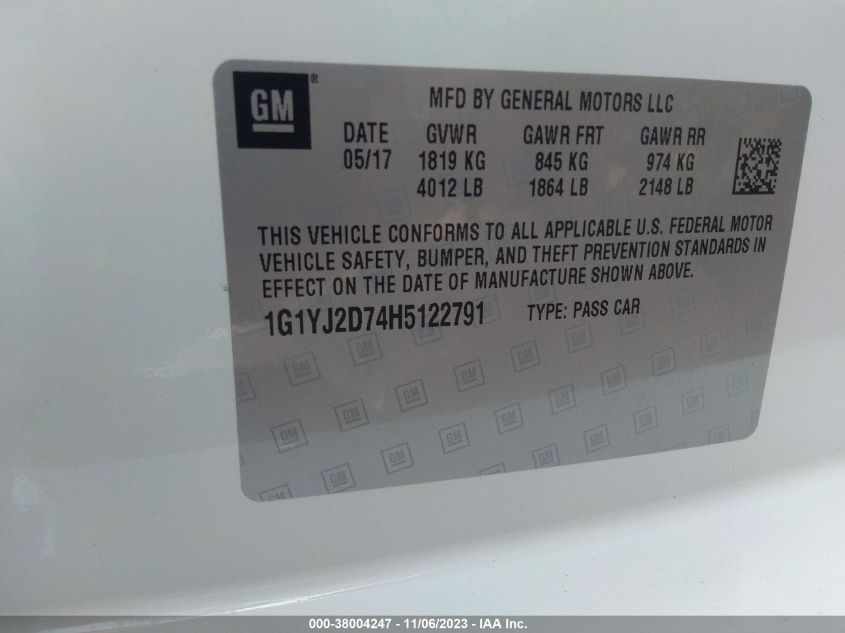 GM®
MFD BY GENERAL MOTORS LLC
DATE GVWR GAWR FRT GAWR RR
05/17 1819 KG 845 KG 974 KG
4012 LB 1864 LB 2148 LB
THIS VEHICLE CONFORMS TO ALL APPLICABLE U.S. FEDERAL MOTOR
VEHICLE SAFETY, BUMPER, AND THEFT PREVENTION STANDARDS IN
EFFECT ON THE DATE OF MANUFACTURE SHOWN ABOVE.
1G1YJ2D74H5122791 TYPE: PASS CAR
000-38004247 - 11/06/2023 - IAA Inc.